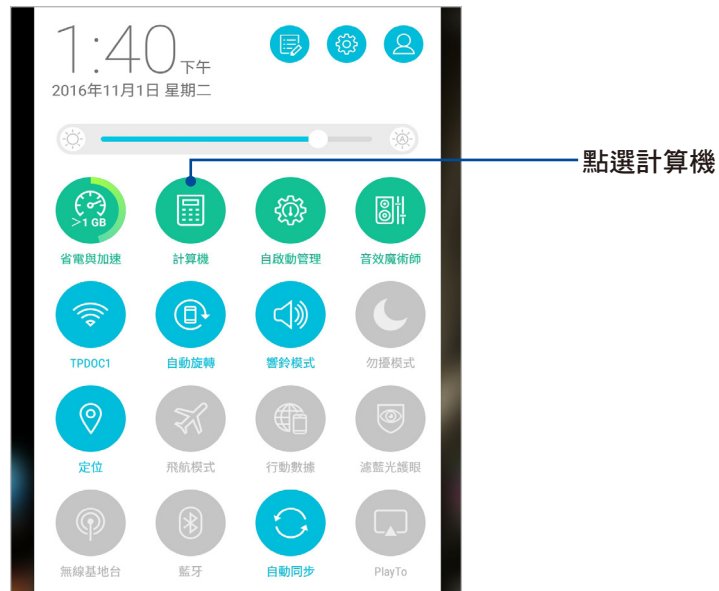 1:40下午
2016年11月1日 星期二
點選計算機
>1 GB
省電與加速 計算機 自啟動管理 音效魔術師
TPDOC1 自動旋轉 響鈴模式 勿擾模式
定位 飛航模式 行動數據 濾藍光護眼
無線基地台 藍牙 自動同步 PlayTo